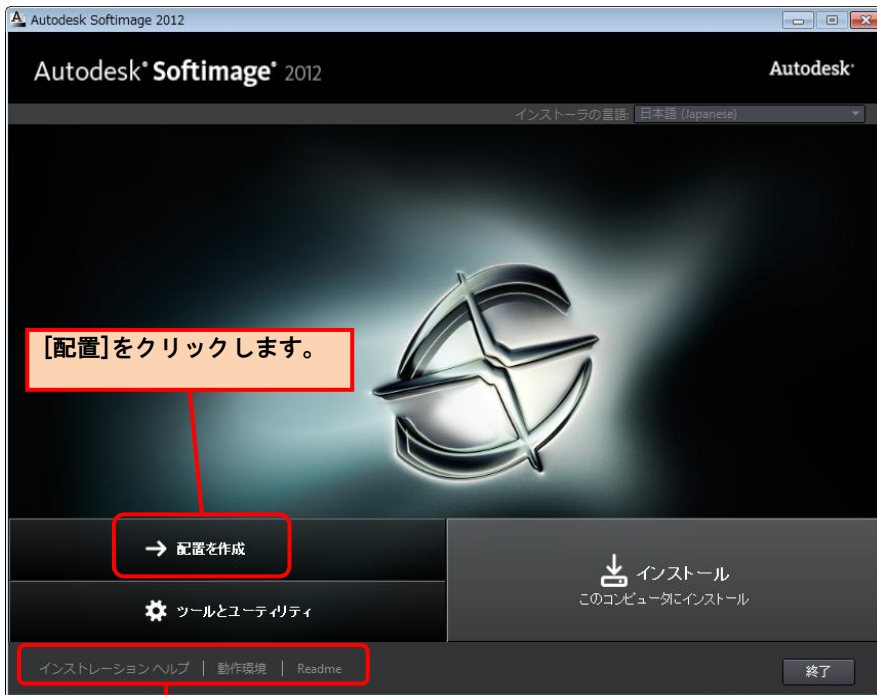 Autodesk Softimage 2012
Autodesk® Softimage® 2012
Autodesk®
インストーラの言語: 日本語 (Japanese)
[配置]をクリックします。
→ 配置を作成
インストール
このコンピュータにインストール
ツールとユーティリティ
インストレーション ヘルプ | 動作環境 | Readme
終了